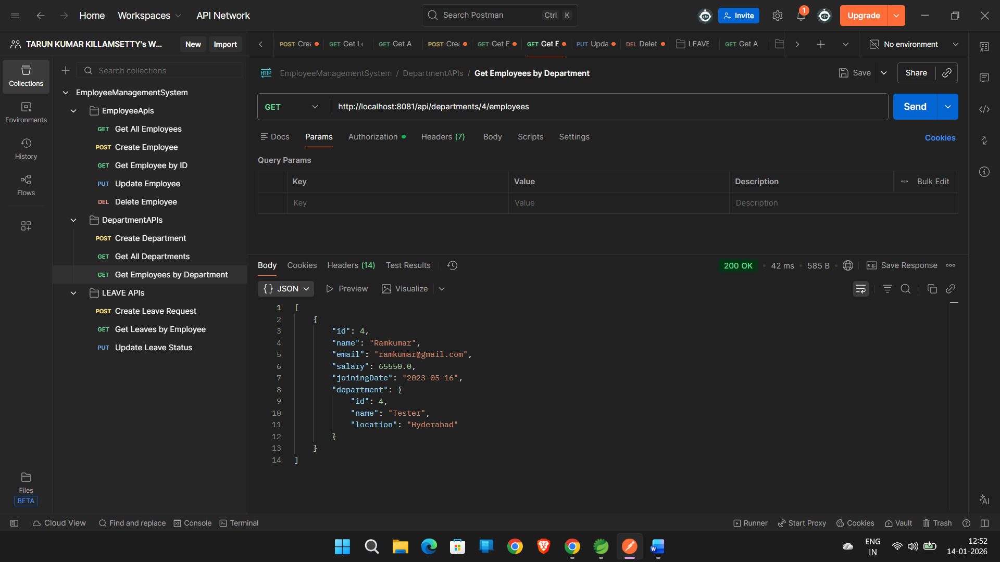 Home Workspaces API Network Search Postman Ctrl K Invite 1 Upgrade
TARUN KUMAR KILLAMSETTY's W... New Import
POST Crea GET Get Le GET Get A POST Crea GET Get E GET Get E PUT Upda DEL Delet LEAVE GET Get A No environment
Search collections
Collections
Environments
History
Flows
Files
BETA
EmployeeManagementSystem
EmployeeApis
GET Get All Employees
POST Create Employee
GET Get Employee by ID
PUT Update Employee
DEL Delete Employee
DepartmentAPIs
POST Create Department
GET Get All Departments
GET Get Employees by Department
LEAVE APIs
POST Create Leave Request
GET Get Leaves by Employee
PUT Update Leave Status
HTTP EmployeeManagementSystem / DepartmentAPIs / Get Employees by Department Save Share
GET http://localhost:8081/api/departments/4/employees Send
Docs Params Authorization Headers (7) Body Scripts Settings Cookies
Query Params
Key Value Description Bulk Edit
Key Value Description
Body Cookies Headers (14) Test Results 200 OK 42 ms 585 B e.g. Save Response
{} JSON Preview Visualize
1 [
2 {
3 "id": 4,
4 "name": "Ramkumar",
5 "email": "ramkumar@gmail.com",
6 "salary": 65550.0,
7 "joiningDate": "2023-05-16",
8 "department": {
9 "id": 4,
10 "name": "Tester",
11 "location": "Hyderabad"
12 }
13 }
14 ]
AI
Cloud View Find and replace Console Terminal Runner Start Proxy Cookies Vault Trash
ENG
IN
12:52
14-01-2026